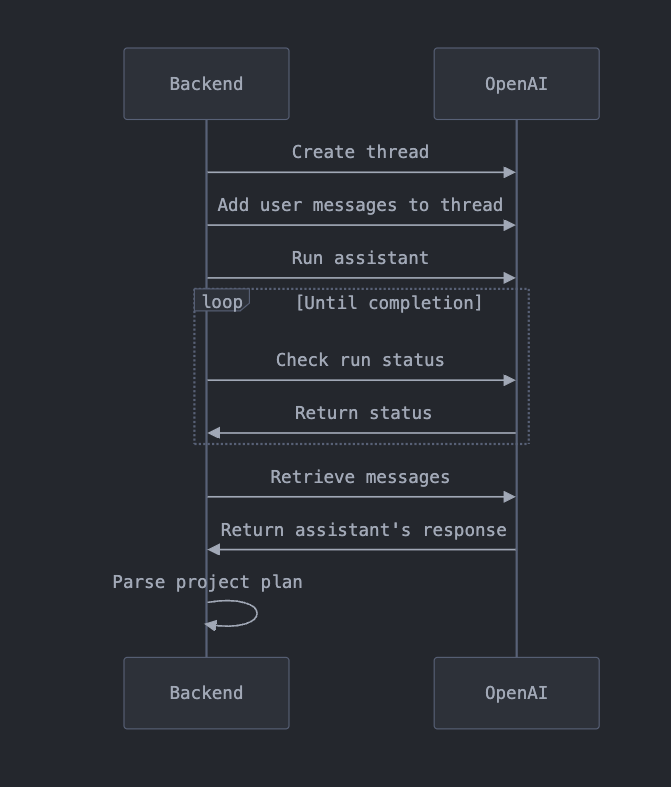 Backend
OpenAI
Create thread
Add user messages to thread
Run assistant
loop
[Until completion]
Check run status
Return status
Retrieve messages
Return assistant's response
Parse project plan
Backend
OpenAI